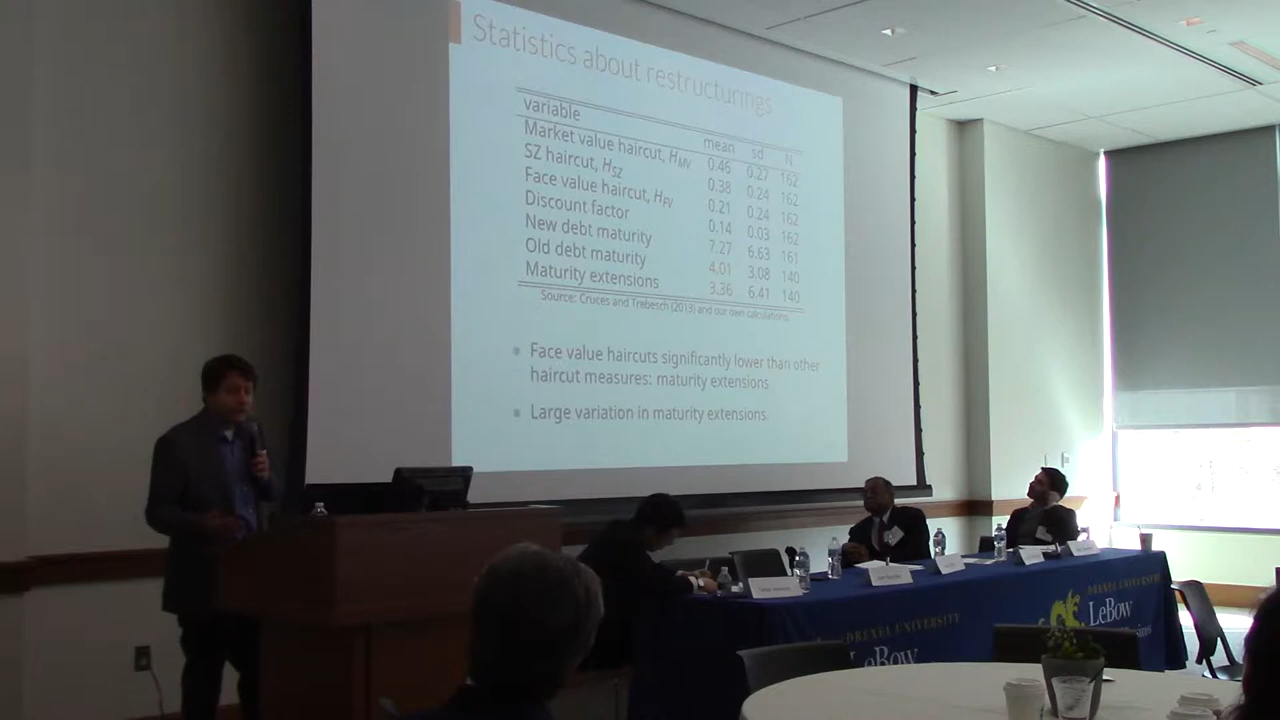 Statistics about restructurings
variable mean sd N
Market value haircut, HMV 0.46 0.27 162
SZ haircut, HSZ 0.38 0.24 162
Face value haircut, HFV 0.21 0.24 162
Discount factor 0.14 0.03 162
New debt maturity 7.27 6.63 161
Old debt maturity 4.01 3.08 140
Maturity extensions 3.36 6.41 140
Source: Cruces and Trebesch (2013) and our own calculations.
Face value haircuts significantly lower than other
haircut measures: maturity extensions.
Large variation in maturity extensions.
DREXEL UNIVERSITY
LeBow
DREXEL UNIVERSITY
LeBow